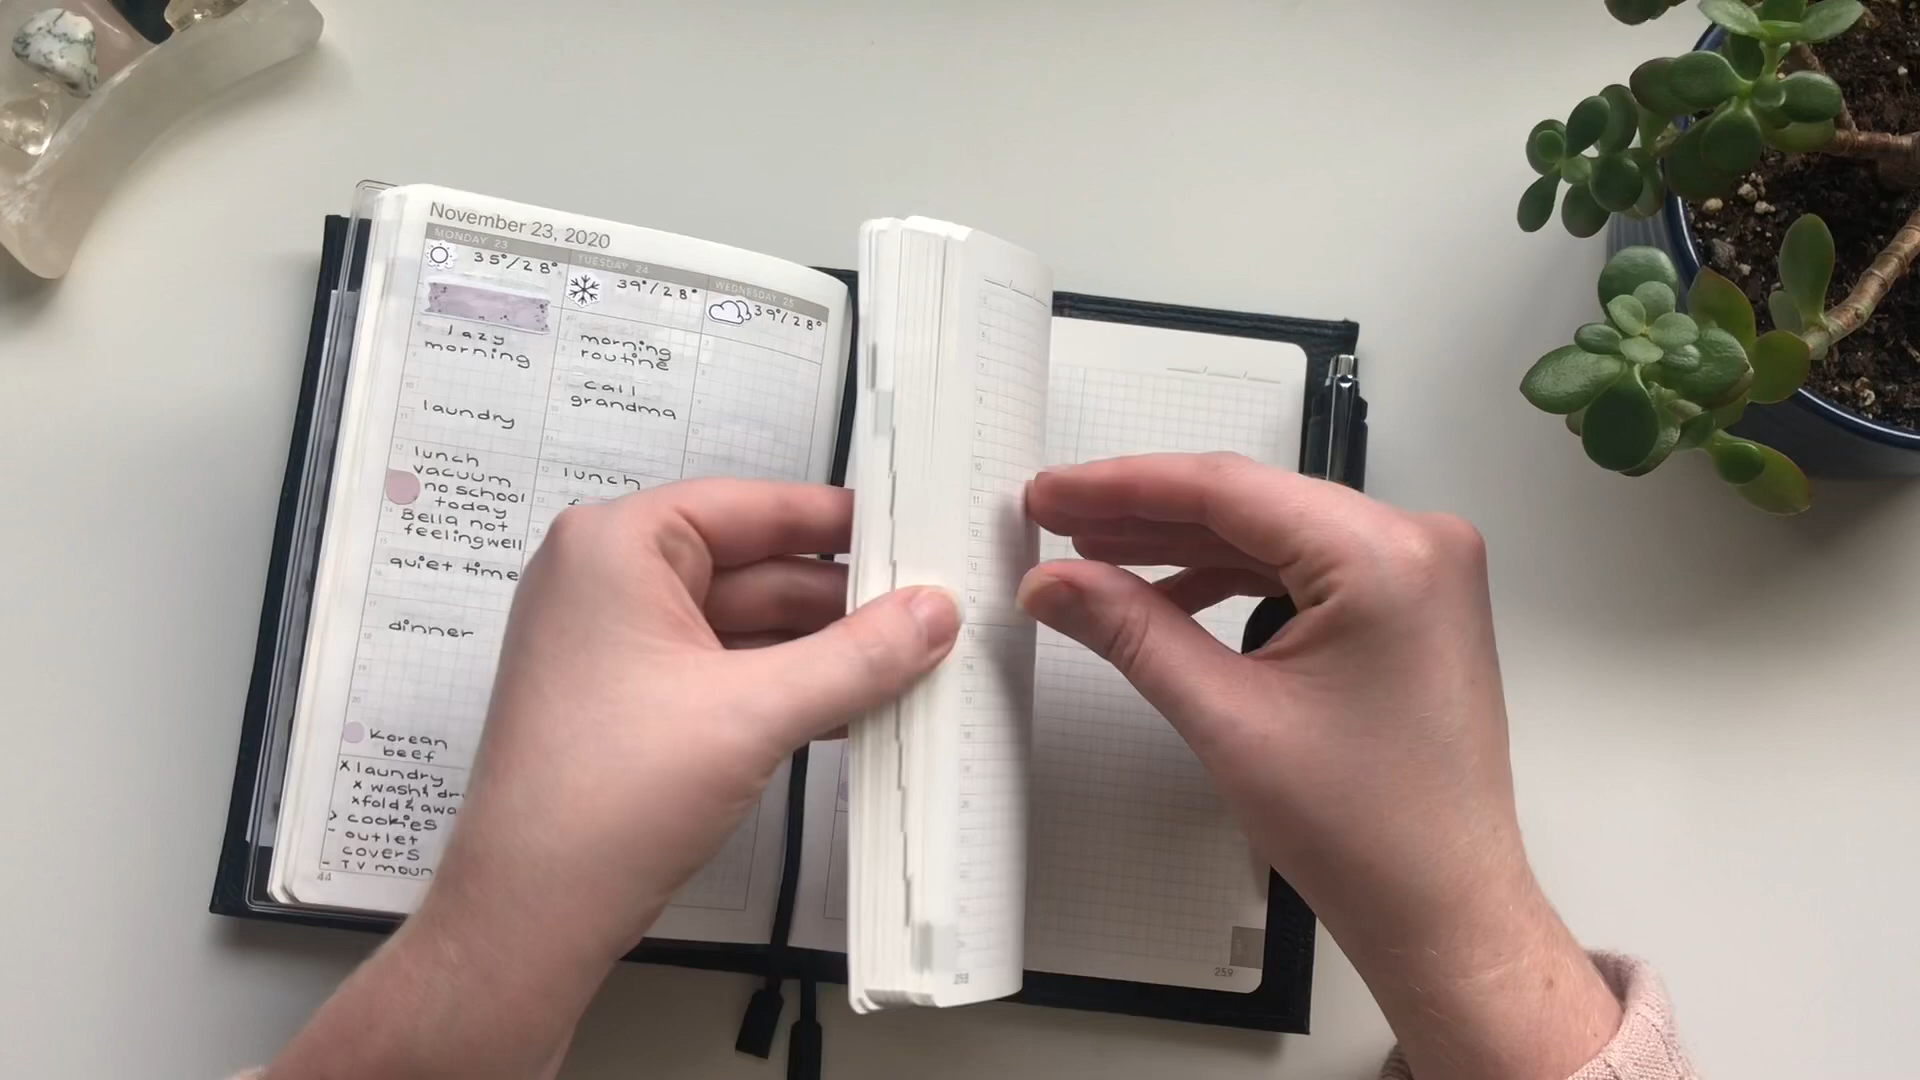 November 23, 2020
MONDAY 23
35°/28°
lazy
morning
laundry
lunch
vacuum
no school
today
Bella not
feeling well
quiet time
dinner
Korean
beef
x laundry
x wash &
x fold &
> cookies
- outlet
covers
- TV
44
TUESDAY 24
39°/28°
morning
routine
call
grandma
lunch
WEDNESDAY 25
39°/28°
259